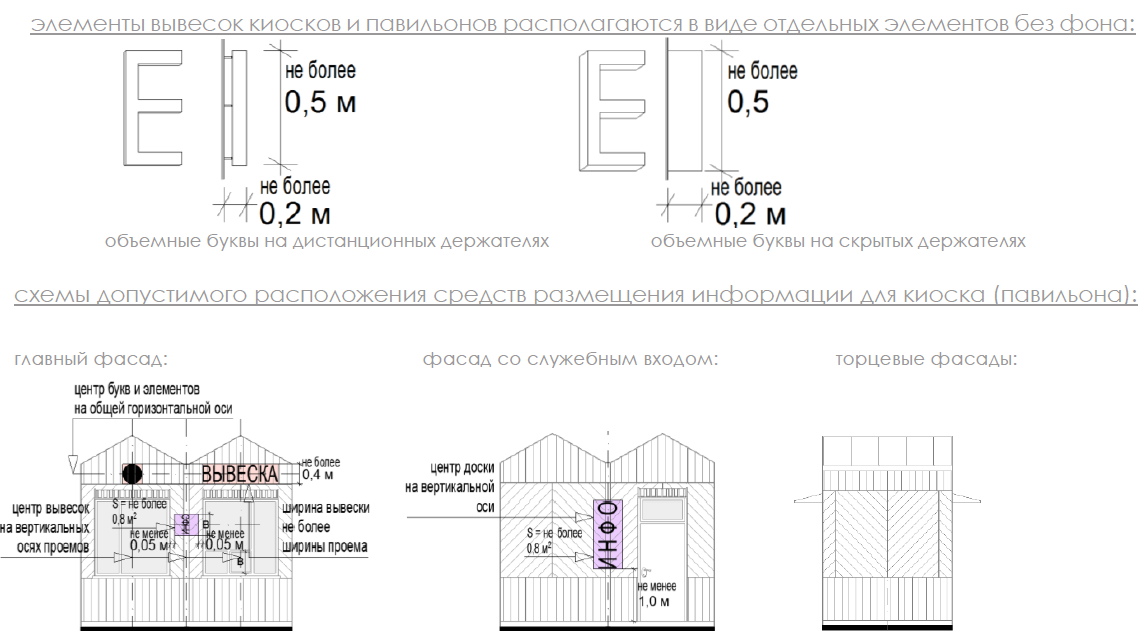 элементы вывесок киосков и павильонов располагаются в виде отдельных элементов без фона:
не более
0,5 м
не более
0,2 м
не более
0,5
не более
0,2 м
объемные буквы на дистанционных держателях
объемные буквы на скрытых держателях
схемы допустимого расположения средств размещения информации для киоска (павильона):
главный фасад:
фасад со служебным входом:
торцевые фасады:
центр букв и элементов
на общей горизонтальной оси
ВЫВЕСКА
не более
0,4 м
центр вывесок
на вертикальных
осях проемов
S = не более
0,8 м²
не менее
0,05 м
ИНФО
В
не менее
0,05 м
В
ширина вывески
не более
ширины проема
центр доски
на вертикальной
оси
S = не более
0.8 м²
ИНФО
не менее
1,0 м